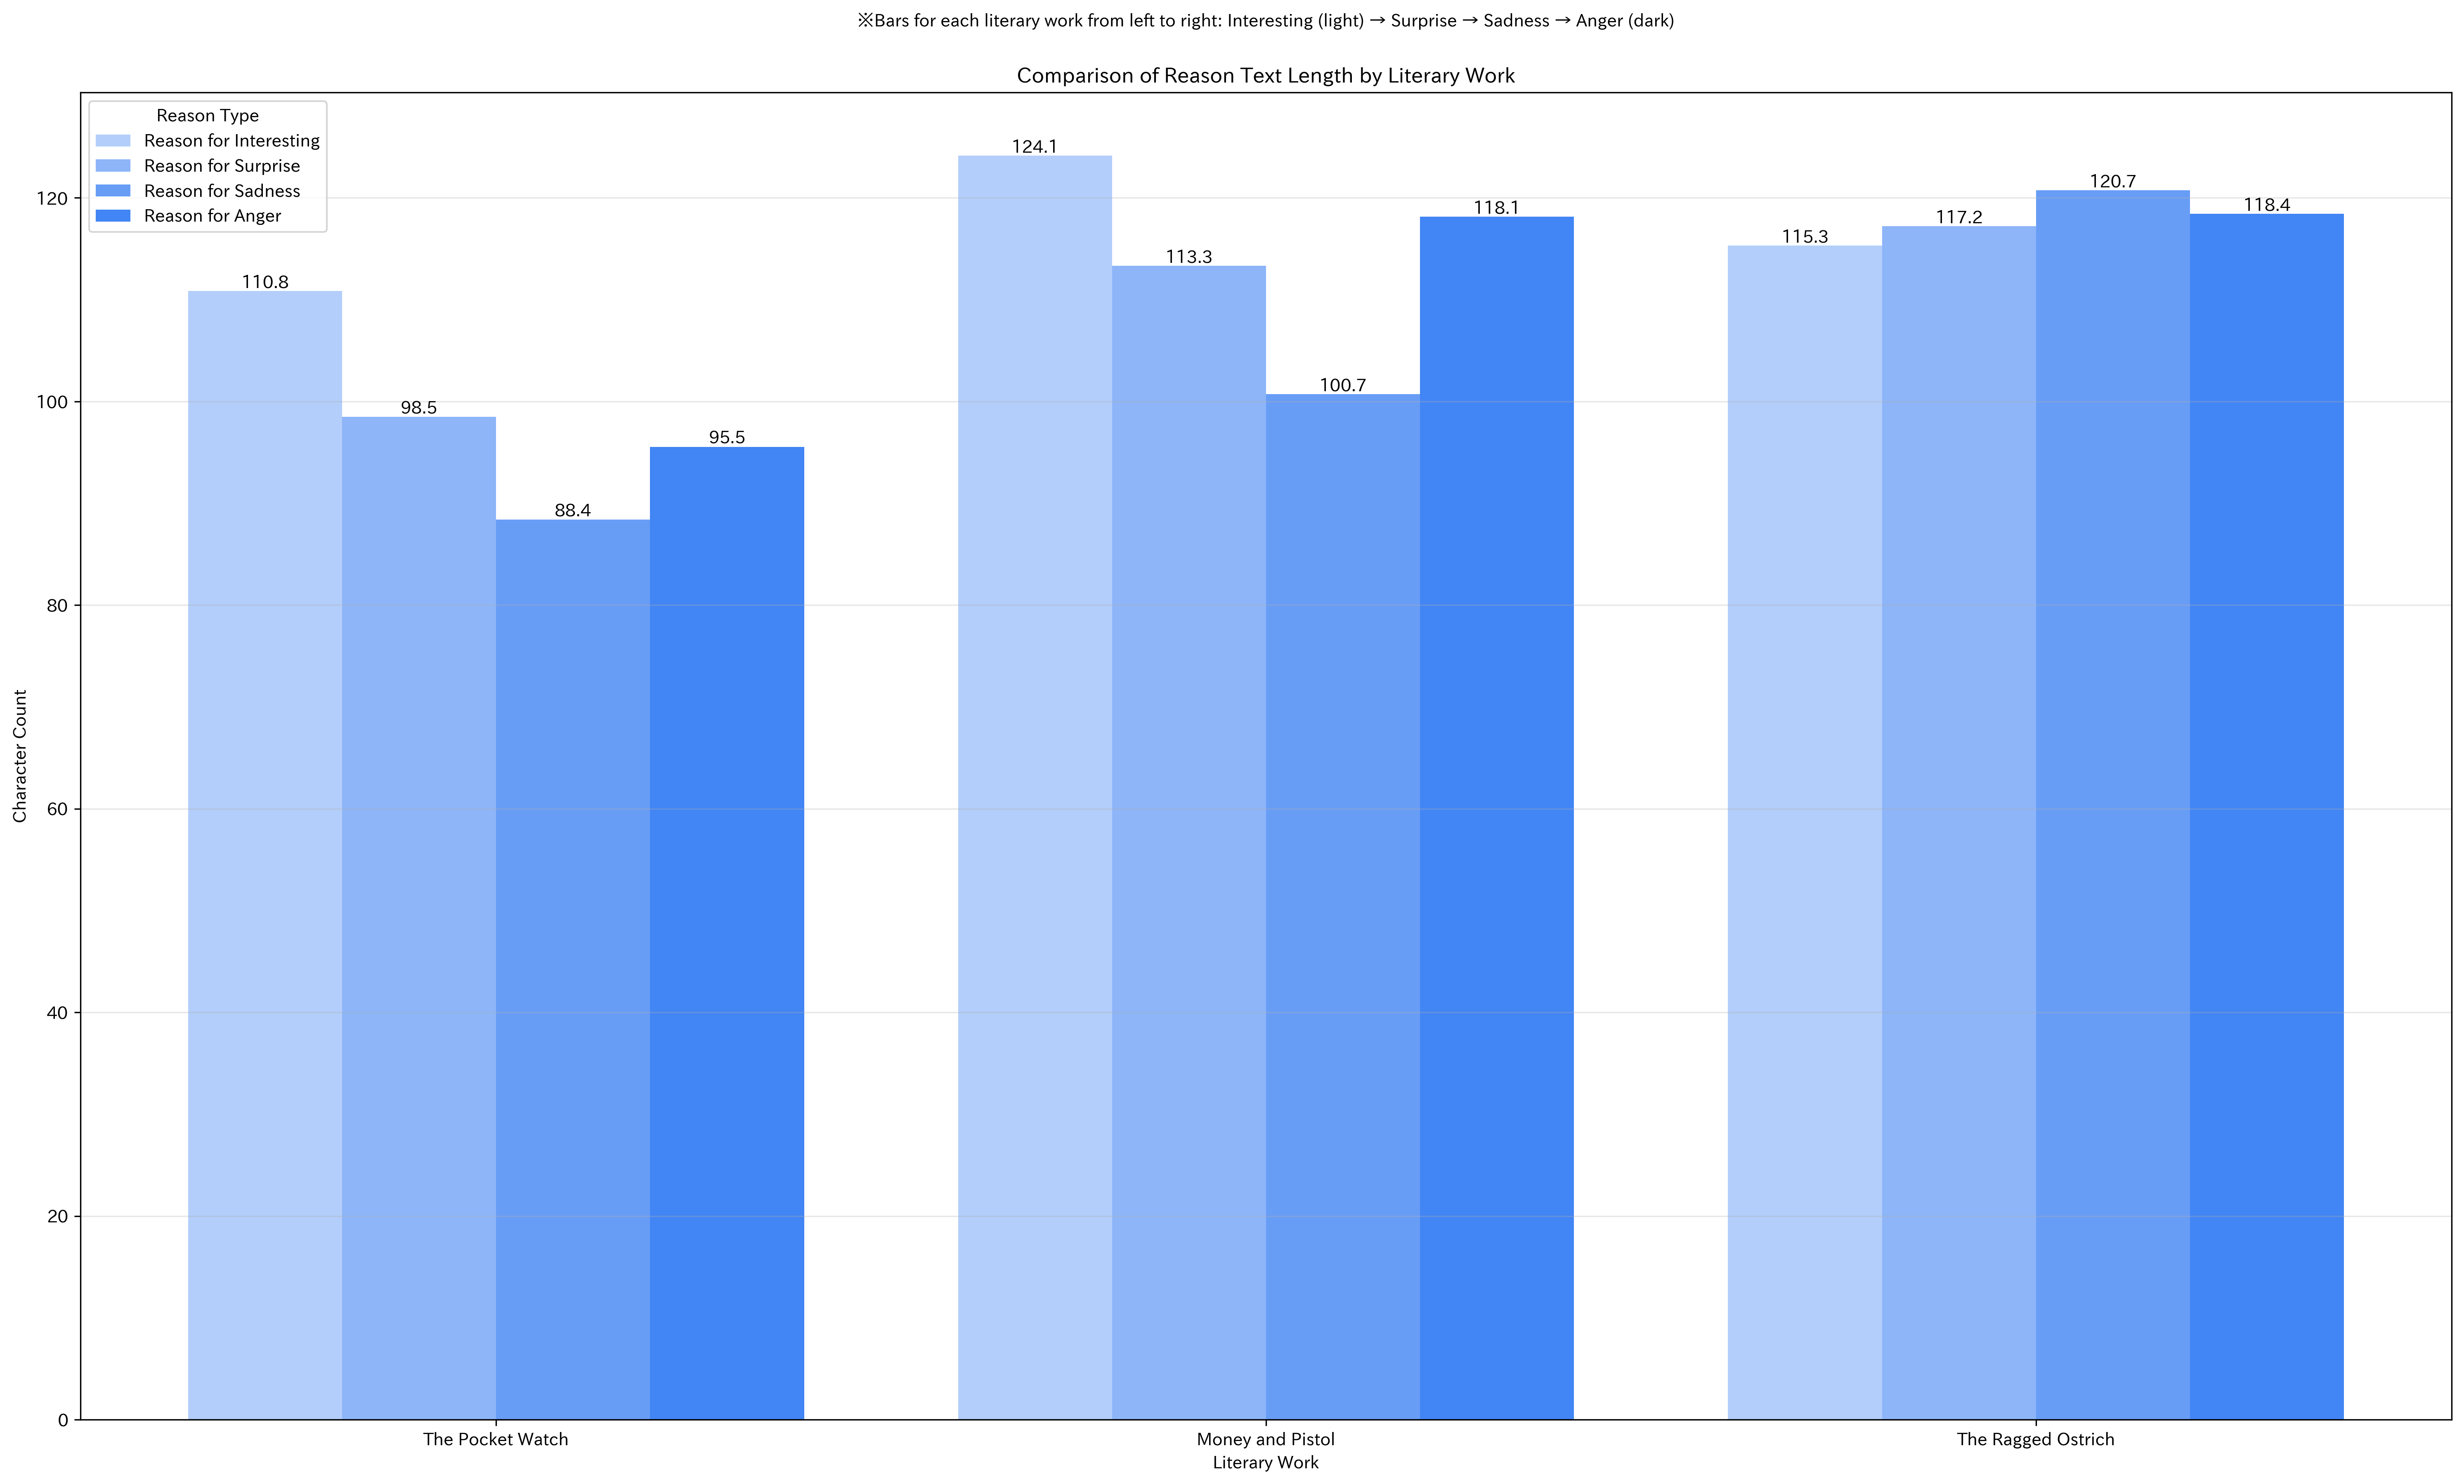 ※Bars for each literary work from left to right: Interesting (light) → Surprise → Sadness → Anger (dark)
Comparison of Reason Text Length by Literary Work
Reason Type
Reason for Interesting
Reason for Surprise
Reason for Sadness
Reason for Anger
Character Count
120
100
80
60
40
20
0
110.8
98.5
88.4
95.5
124.1
113.3
100.7
118.1
115.3
117.2
120.7
118.4
The Pocket Watch
Money and Pistol
The Ragged Ostrich
Literary Work